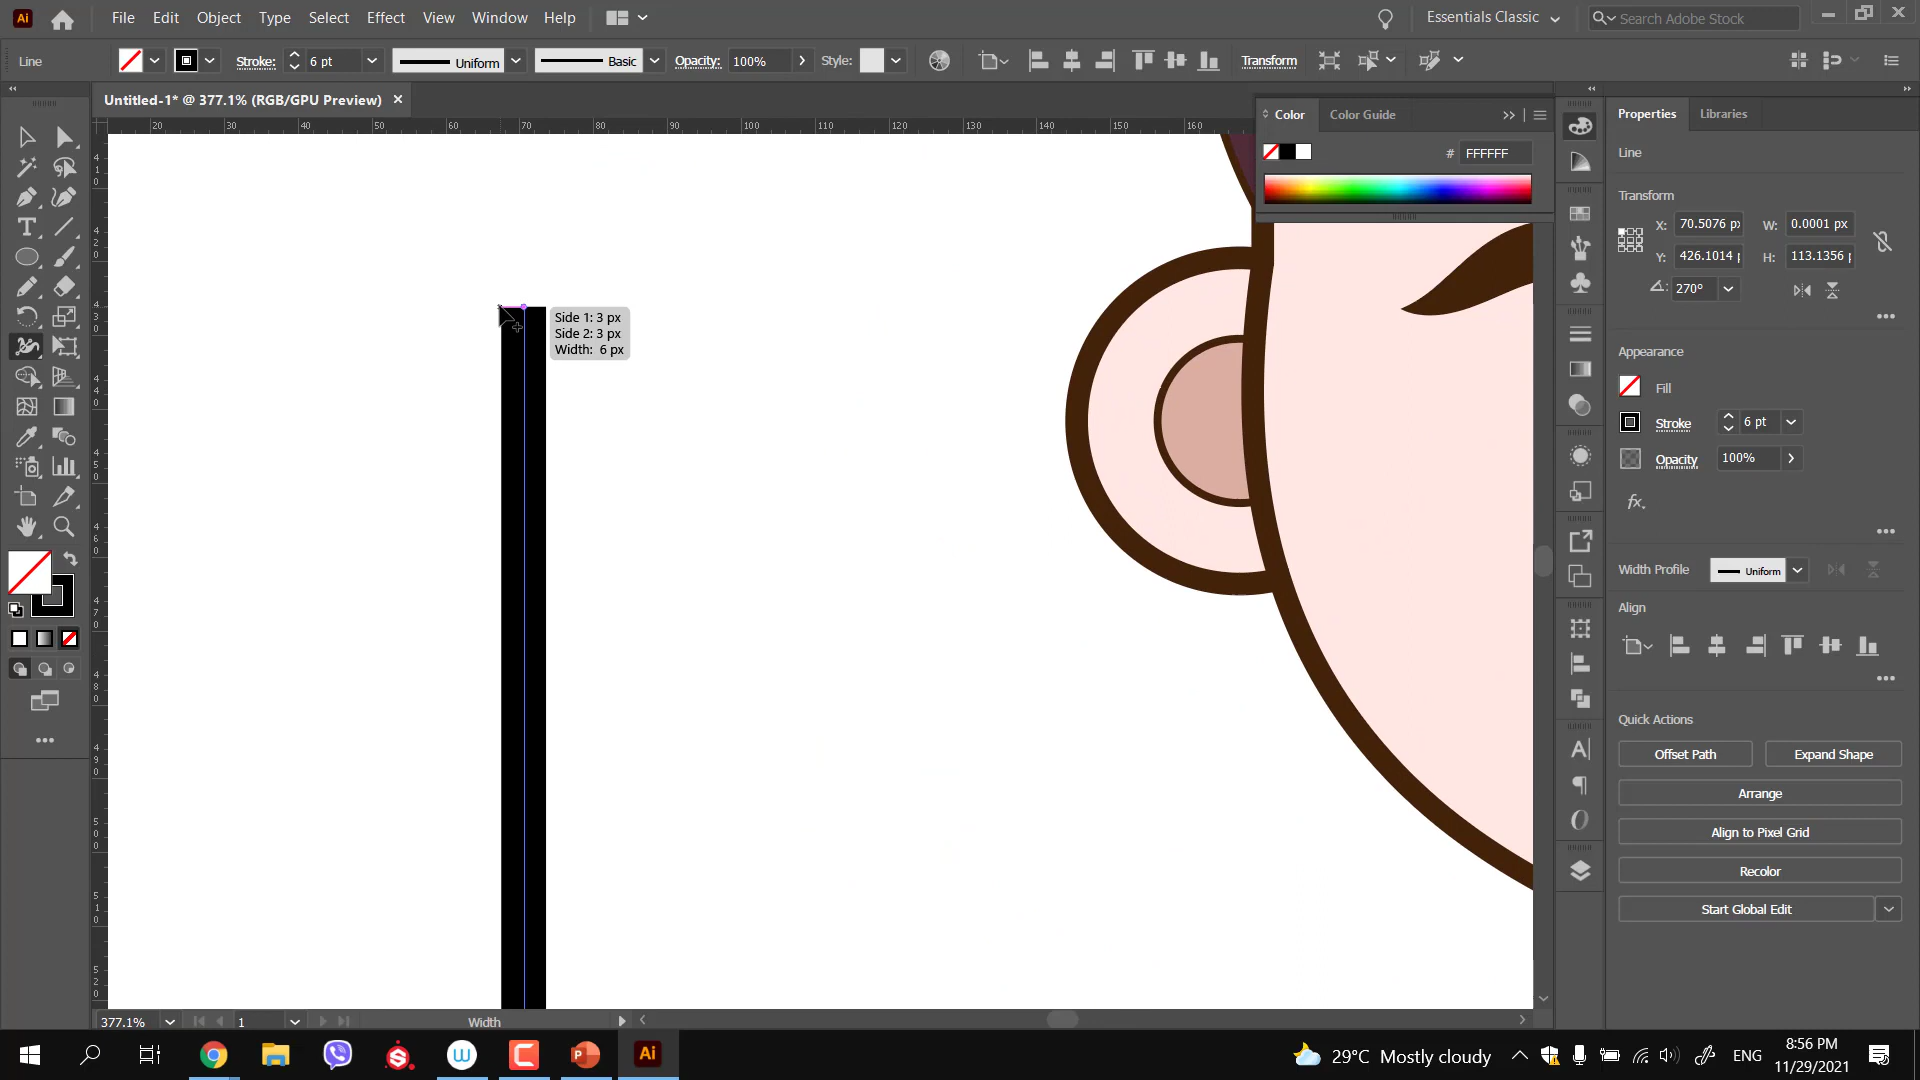 Ai File Edit Object Type Select Effect View Window Help Essentials Classic Search Adobe Stock
Line Stroke: 6 pt Uniform Basic Opacity: 100% Style: Transform
Untitled-1* @ 377.1% (RGB/GPU Preview)
20 30 40 50 60 70 80 90 100 110 120 130 140 150 160
Color Color Guide
# FFFFFF
Properties Libraries
Line
Transform
X: 70.5076 px W: 0.0001 px
Y: 426.1014 H: 113.1356
270°
Side 1: 3 px
Side 2: 3 px
Width: 6 px
Appearance
Fill
Stroke 6 pt
Opacity 100%
fx.
Width Profile Uniform
Align
Quick Actions
Offset Path Expand Shape
Arrange
Align to Pixel Grid
Recolor
Start Global Edit
377.1% 1 Width
Ai 29°C Mostly cloudy ENG 8:56 PM
11/29/2021